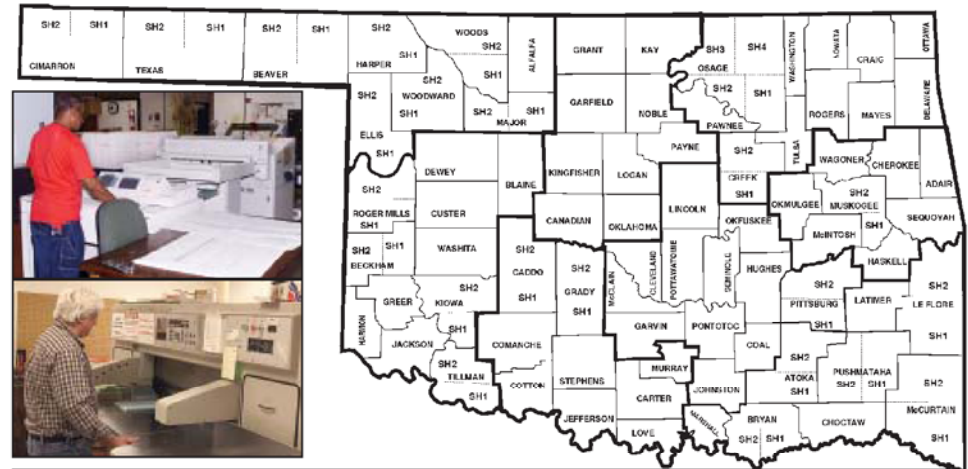 SH2 SH1 SH2 SH1 SH2 SH1 SH2 WOODS
SH1 SH2
CIMARRON TEXAS BEAVER HARPER SH1 ALFALFA GRANT KAY SH3 SH4 WASHINGTON NOWATA CRAIG OTTAWA
OSAGE
SH2 SH2 WOODWARD SH1 SH2 SH1 MAJOR GARFIELD NOBLE SH2 SH1 ROGERS MAYES DELAWARE
PAWNEE
ELLIS
SH1 PAYNE SH2 TULSA WAGONER CHEROKEE
DEWEY BLAINE KINGFISHER LOGAN CREEK ADAIR
SH2 LINCOLN SH1 OKMULGEE SH2
MUSKOGEE
ROGER MILLS CUSTER CANADIAN OKLAHOMA OKFUSKEE SH1 SEQUOYAH
SH1 McINTOSH
SH2 SH1 WASHITA SH2 HASKELL
BECKHAM CADDO SH2 McCLAIN CLEVELAND POTTAWATOMIE SEMINOLE HUGHES
SH2 SH1 GRADY SH2 PITTSBURG LATIMER SH2
LE FLORE
GREER KIOWA SH1 SH1
HARMON JACKSON SH1 GARVIN PONTOTOC SH1
COMANCHE COAL
SH2 MURRAY SH2 PUSHMATAHA
TILLMAN COTTON STEPHENS JOHNSTON ATOKA SH2 SH1 SH2
SH1 CARTER SH1
JEFFERSON MARSHALL BRYAN CHOCTAW McCURTAIN
LOVE SH2 SH1 SH1